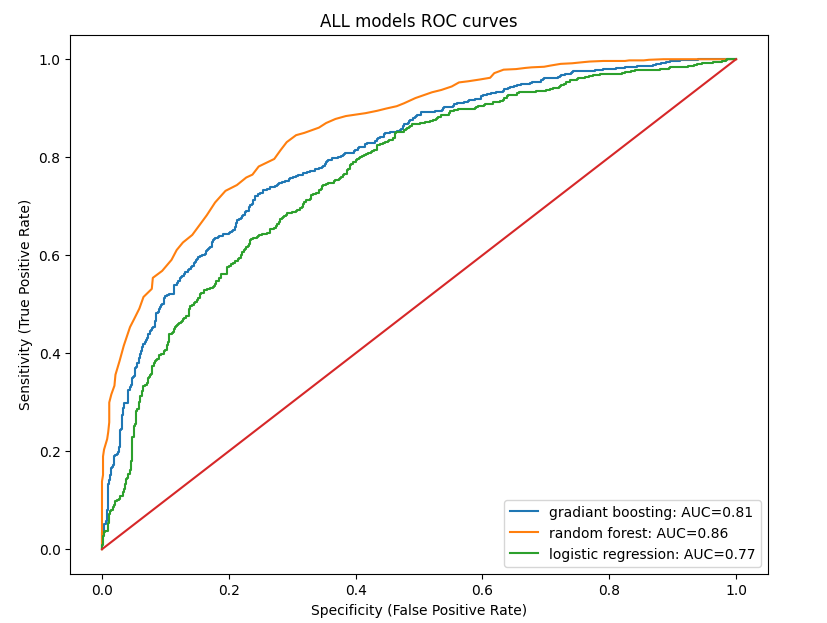 ALL models ROC curves
Sensitivity (True Positive Rate)
1.0
0.8
0.6
0.4
0.2
0.0
gradiant boosting: AUC=0.81
random forest: AUC=0.86
logistic regression: AUC=0.77
0.0 0.2 0.4 0.6 0.8 1.0
Specificity (False Positive Rate)